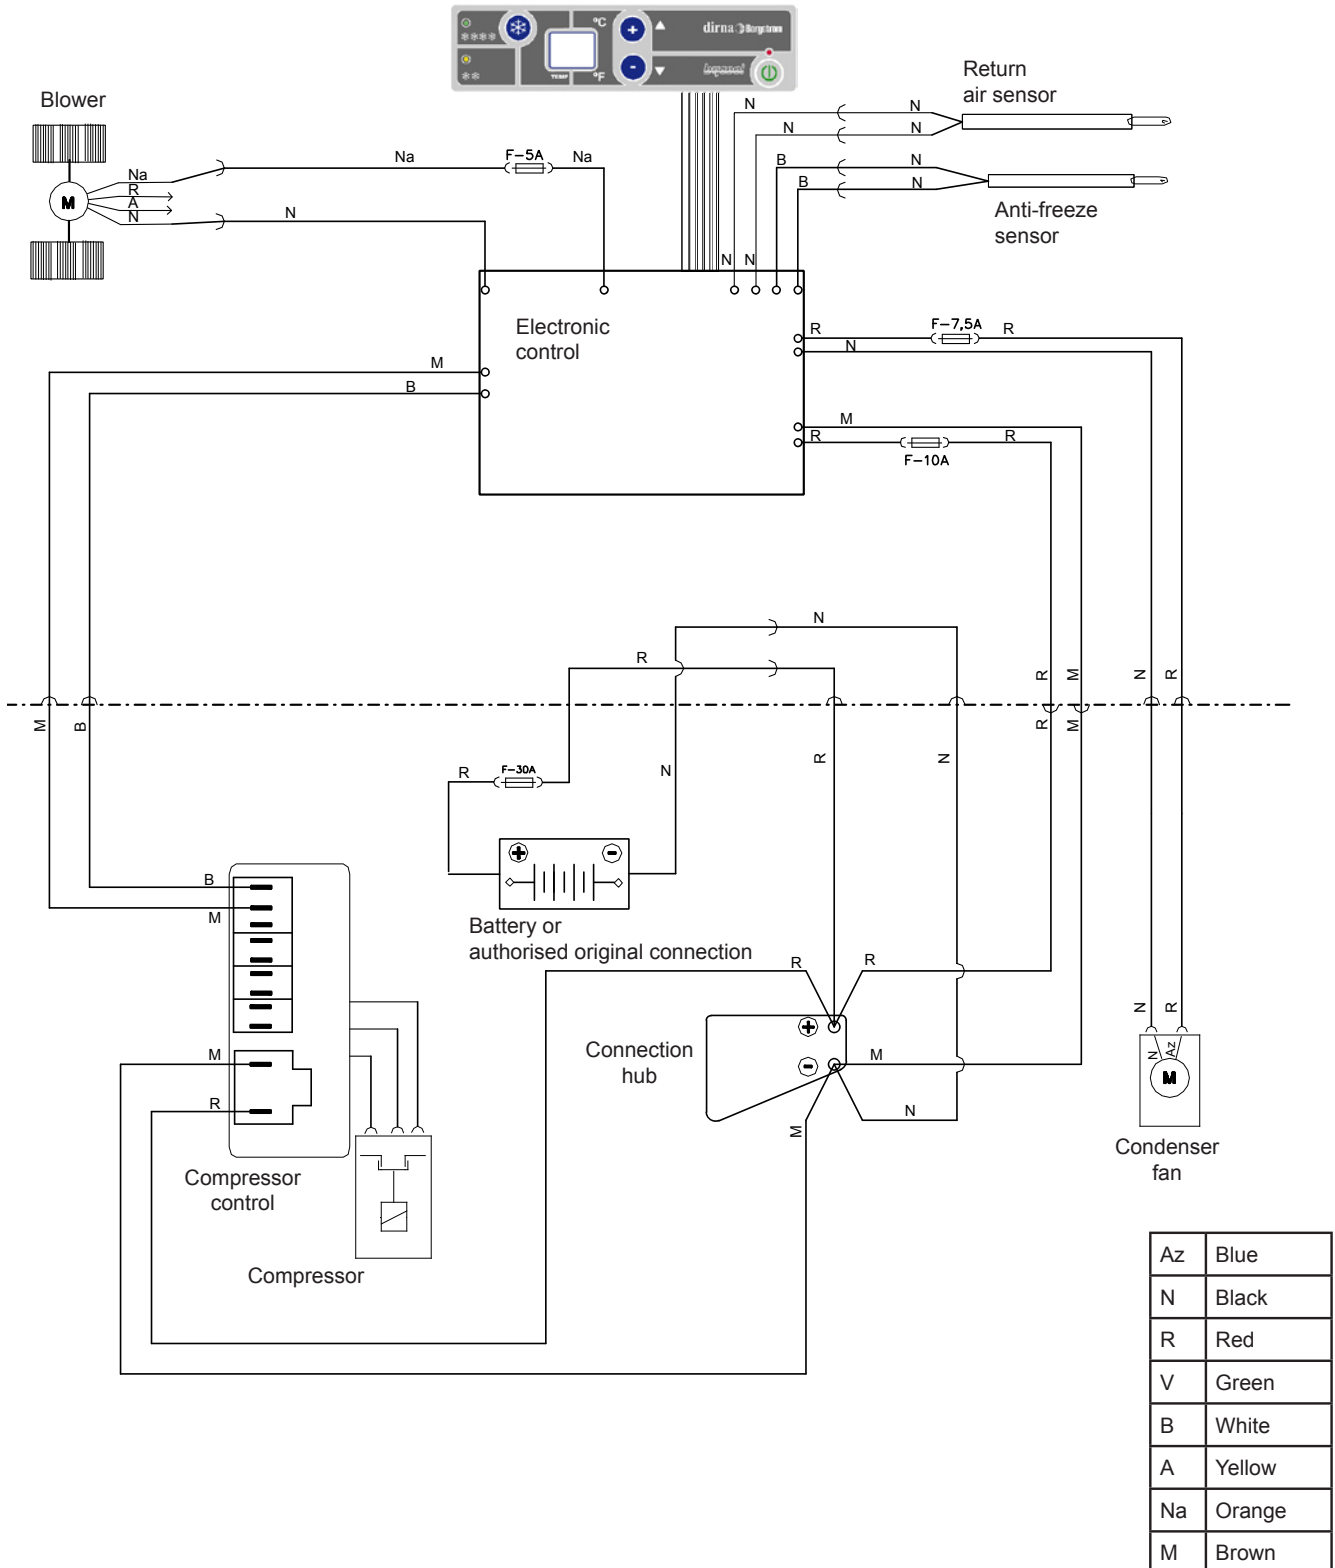 °C
dirna Bergstrom
TEMP
°F
Return
air sensor
Blower
N
N
N
N
Na
F-5A
Na
B
N
B
N
Na
R
A
N
M
N
Anti-freeze
sensor
N
N
Electronic
control
R
F-7,5A
R
N
M
B
M
R
R
F-10A
N
R
R
M
N
R
M
B
R
M
R
F-30A
N
R
N
+
-
B
M
Battery or
authorised original connection
R
R
N
R
+
Connection
hub
-
M
M
R
N
Az
M
M
N
Condenser
fan
Compressor
control
Compressor
Az Blue
N Black
R Red
V Green
B White
A Yellow
Na Orange
M Brown